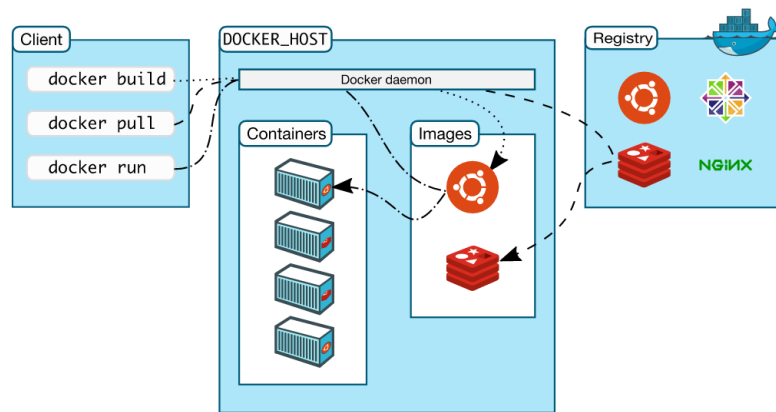 Client
docker build
docker pull
docker run
DOCKER_HOST
Docker daemon
Containers
Images
Registry
NGiNX